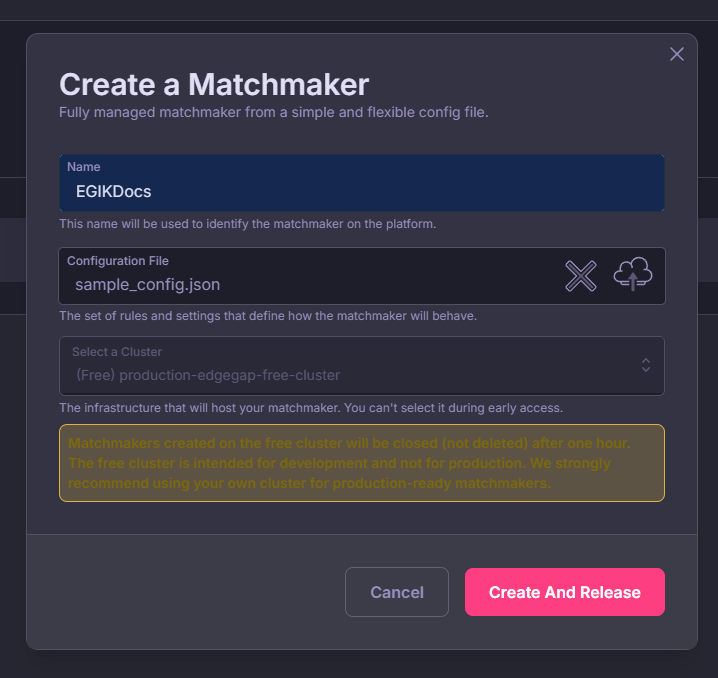 Create a Matchmaker
Fully managed matchmaker from a simple and flexible config file.
Name
EGIKDocs
This name will be used to identify the matchmaker on the platform.
Configuration File
sample_config.json
The set of rules and settings that define how the matchmaker will behave.
Select a Cluster
(Free) production-edgegap-free-cluster
The infrastructure that will host your matchmaker. You can't select it during early access.
Matchmakers created on the free cluster will be closed (not deleted) after one hour.
The free cluster is intended for development and not for production. We strongly
recommend using your own cluster for production-ready matchmakers.
Cancel
Create And Release